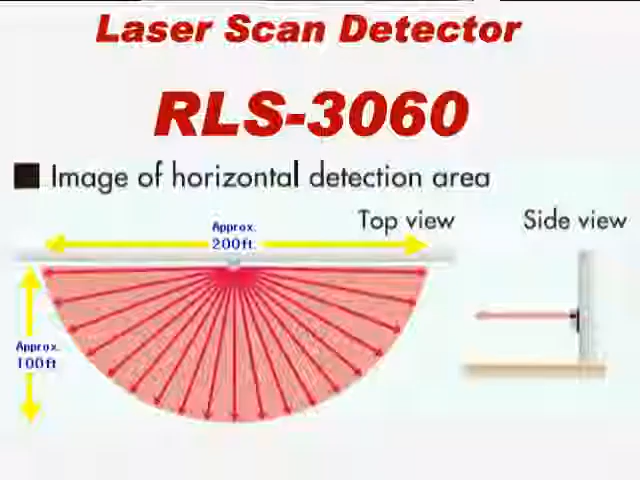 Laser Scan Detector
RLS-3060
Image of horizontal detection area
Top view
Side view
Approx.
200ft.
Approx.
100ft